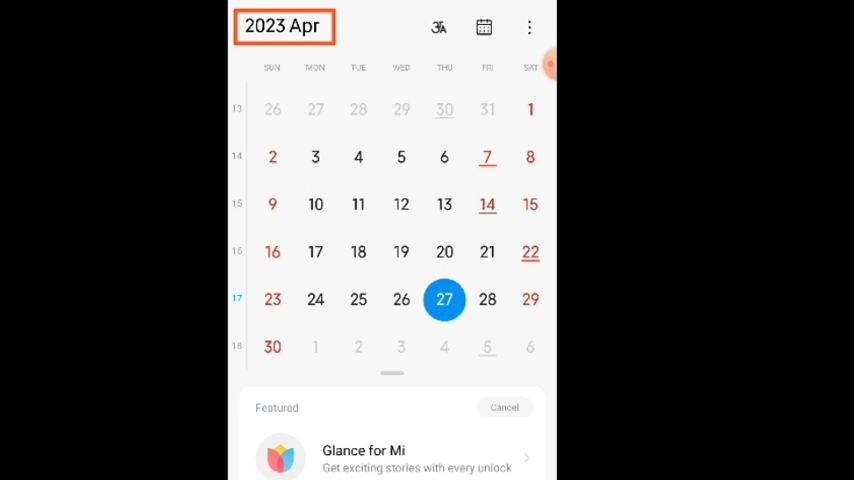 2023 Apr अA
SUN MON TUE WED THU FRI SAT
13 26 27 28 29 30 31 1
14 2 3 4 5 6 7 8
15 9 10 11 12 13 14 15
16 16 17 18 19 20 21 22
17 23 24 25 26 27 28 29
18 30 1 2 3 4 5 6
Featured Cancel
Glance for Mi
Get exciting stories with every unlock